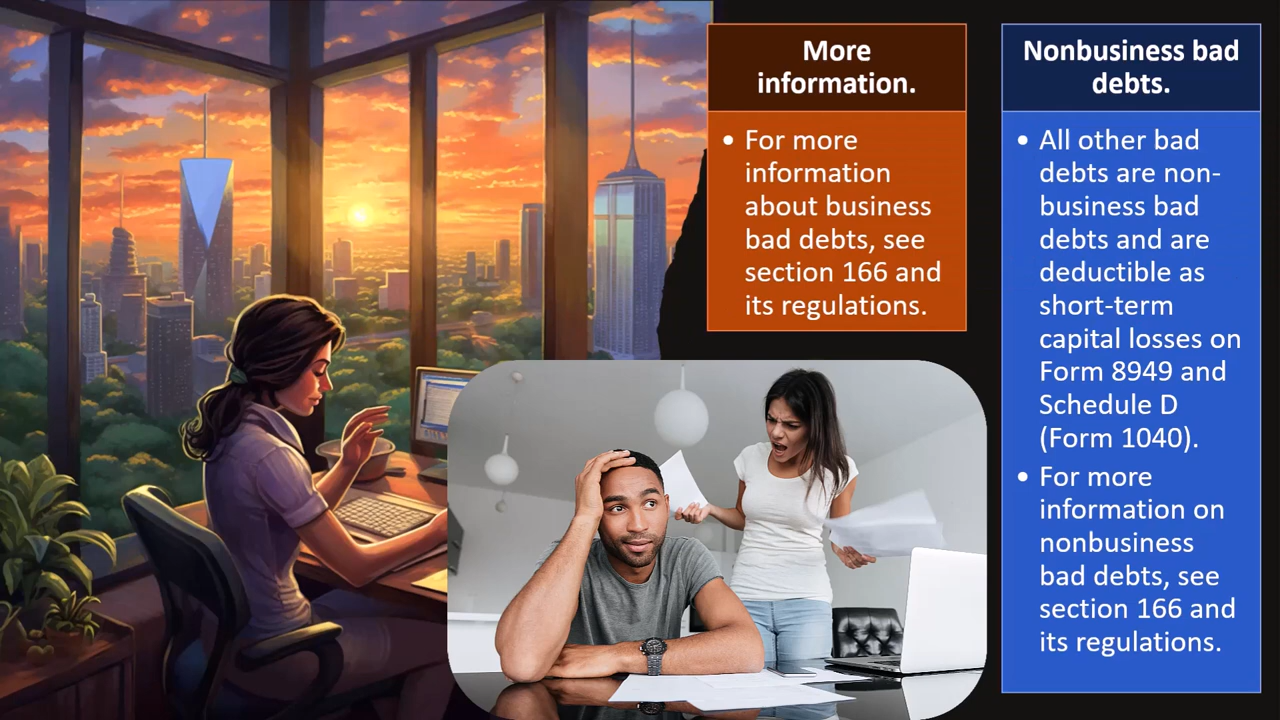 More
information.
• For more
information
about business
bad debts, see
section 166 and
its regulations.
Nonbusiness bad
debts.
• All other bad
debts are non-
business bad
debts and are
deductible as
short-term
capital losses on
Form 8949 and
Schedule D
(Form 1040).
• For more
information on
nonbusiness
bad debts, see
section 166 and
its regulations.